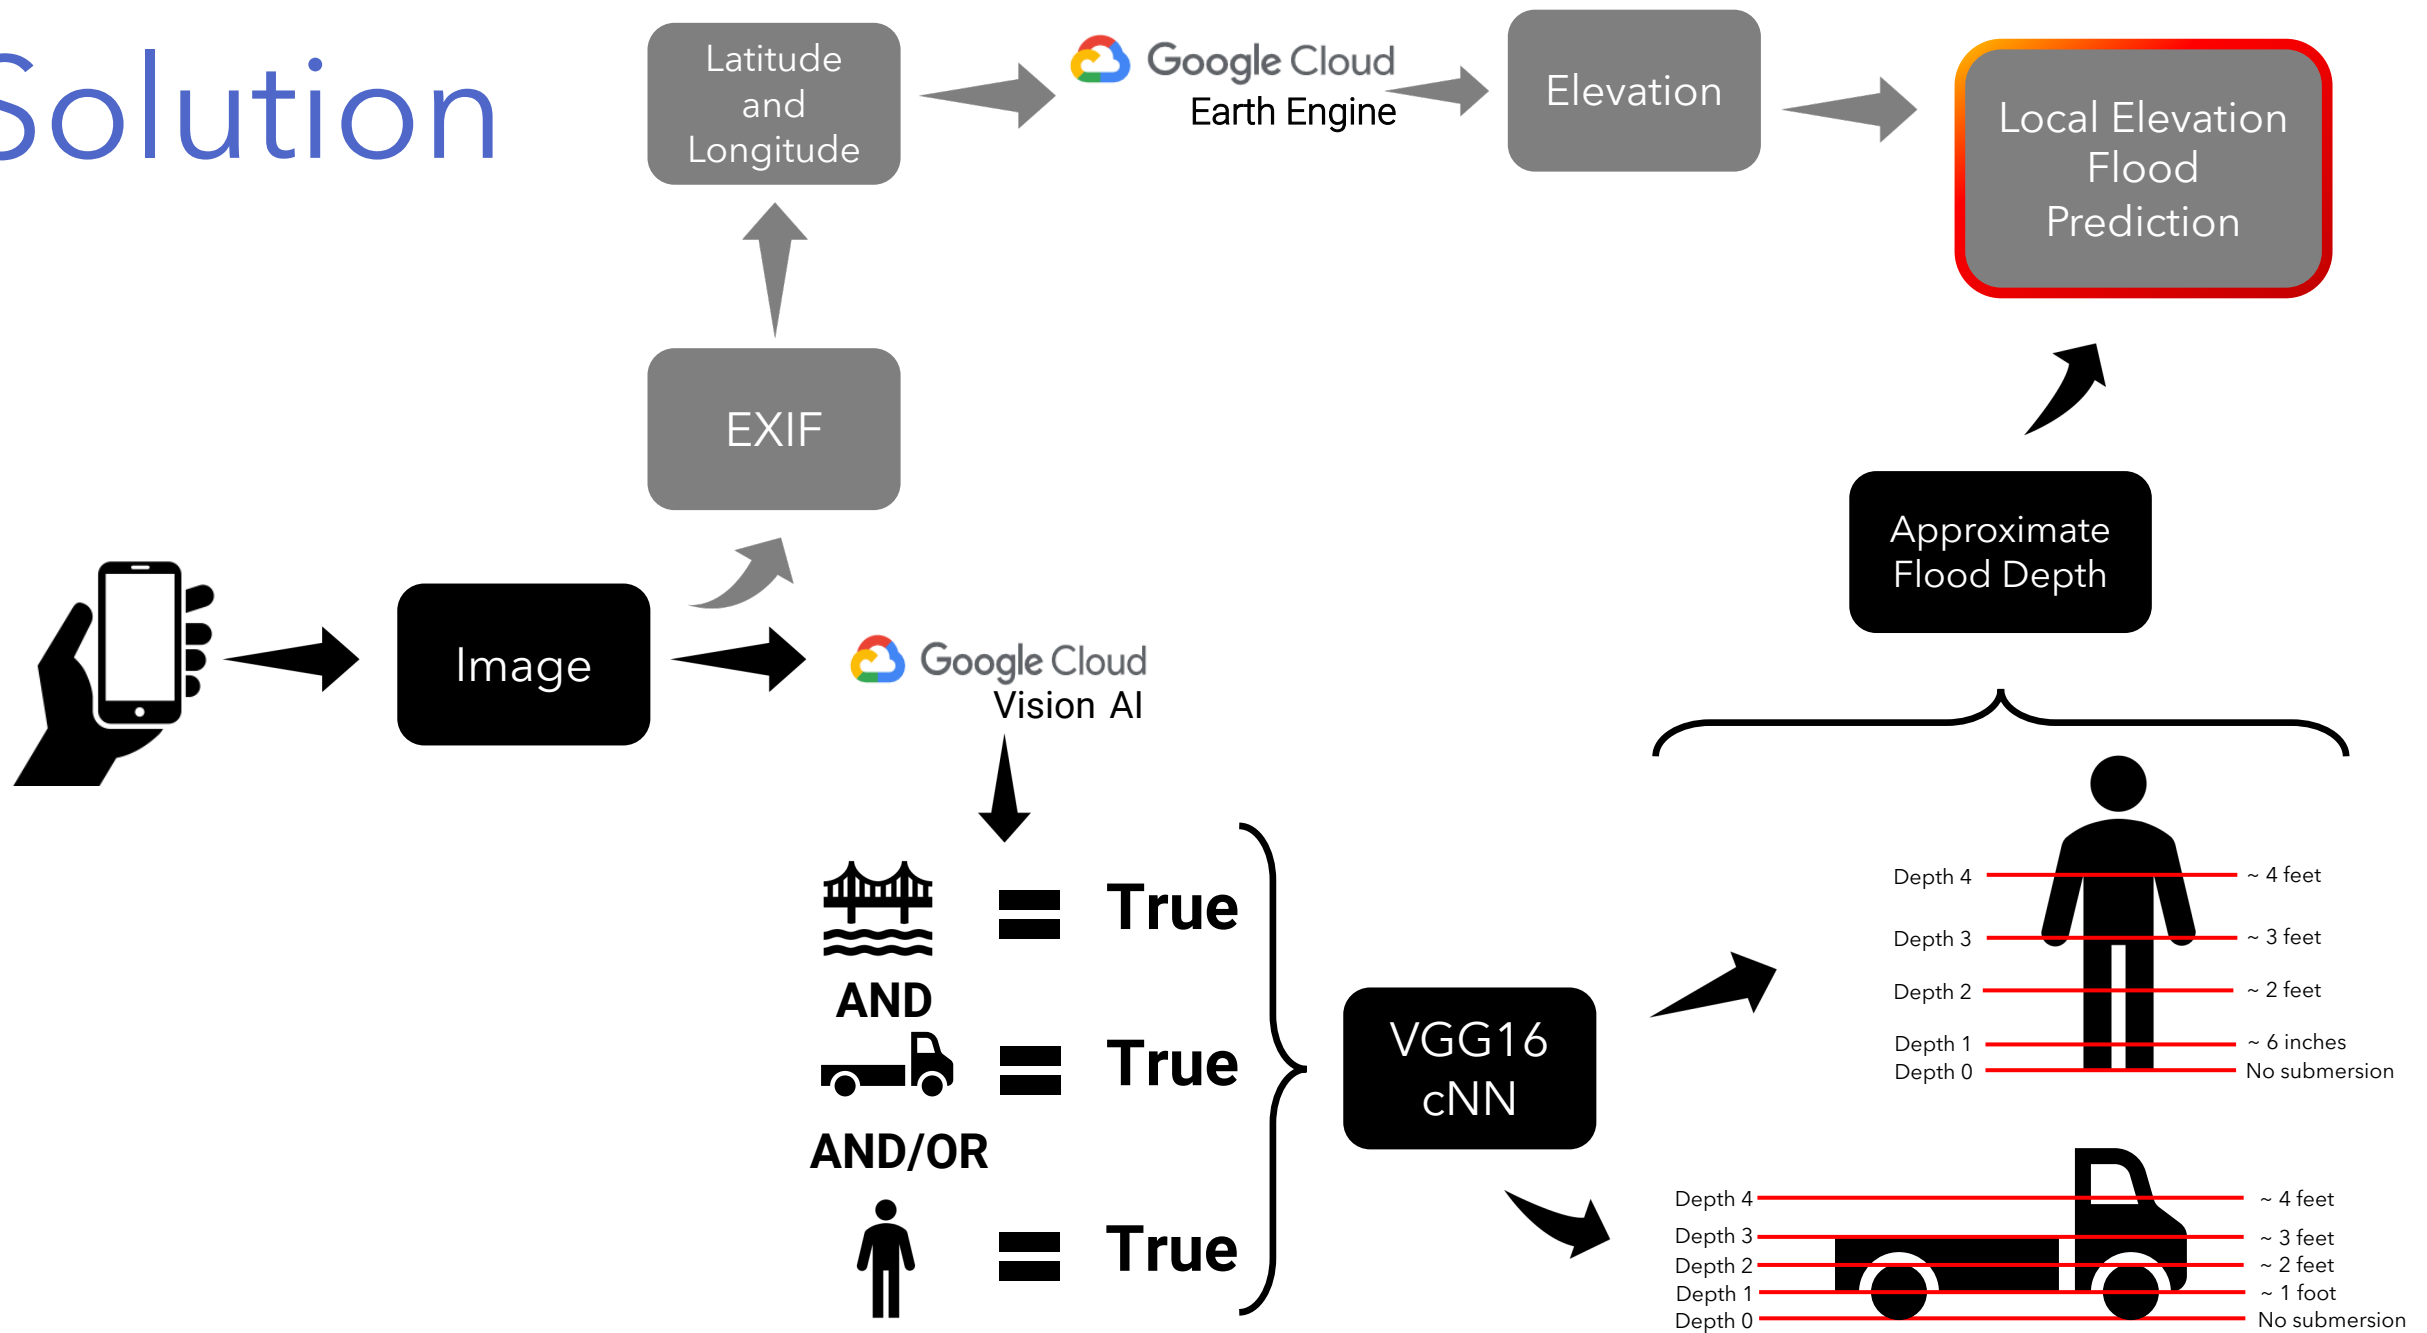 Solution
Latitude
and
Longitude
Google Cloud
Earth Engine
Elevation
Local Elevation
Flood
Prediction
EXIF
Approximate
Flood Depth
Image
Google Cloud
Vision AI
True
AND
True
AND/OR
True
VGG16
cNN
Depth 4 ~ 4 feet
Depth 3 ~ 3 feet
Depth 2 ~ 2 feet
Depth 1 ~ 6 inches
Depth 0 No submersion
Depth 4 ~ 4 feet
Depth 3 ~ 3 feet
Depth 2 ~ 2 feet
Depth 1 ~ 1 foot
Depth 0 No submersion